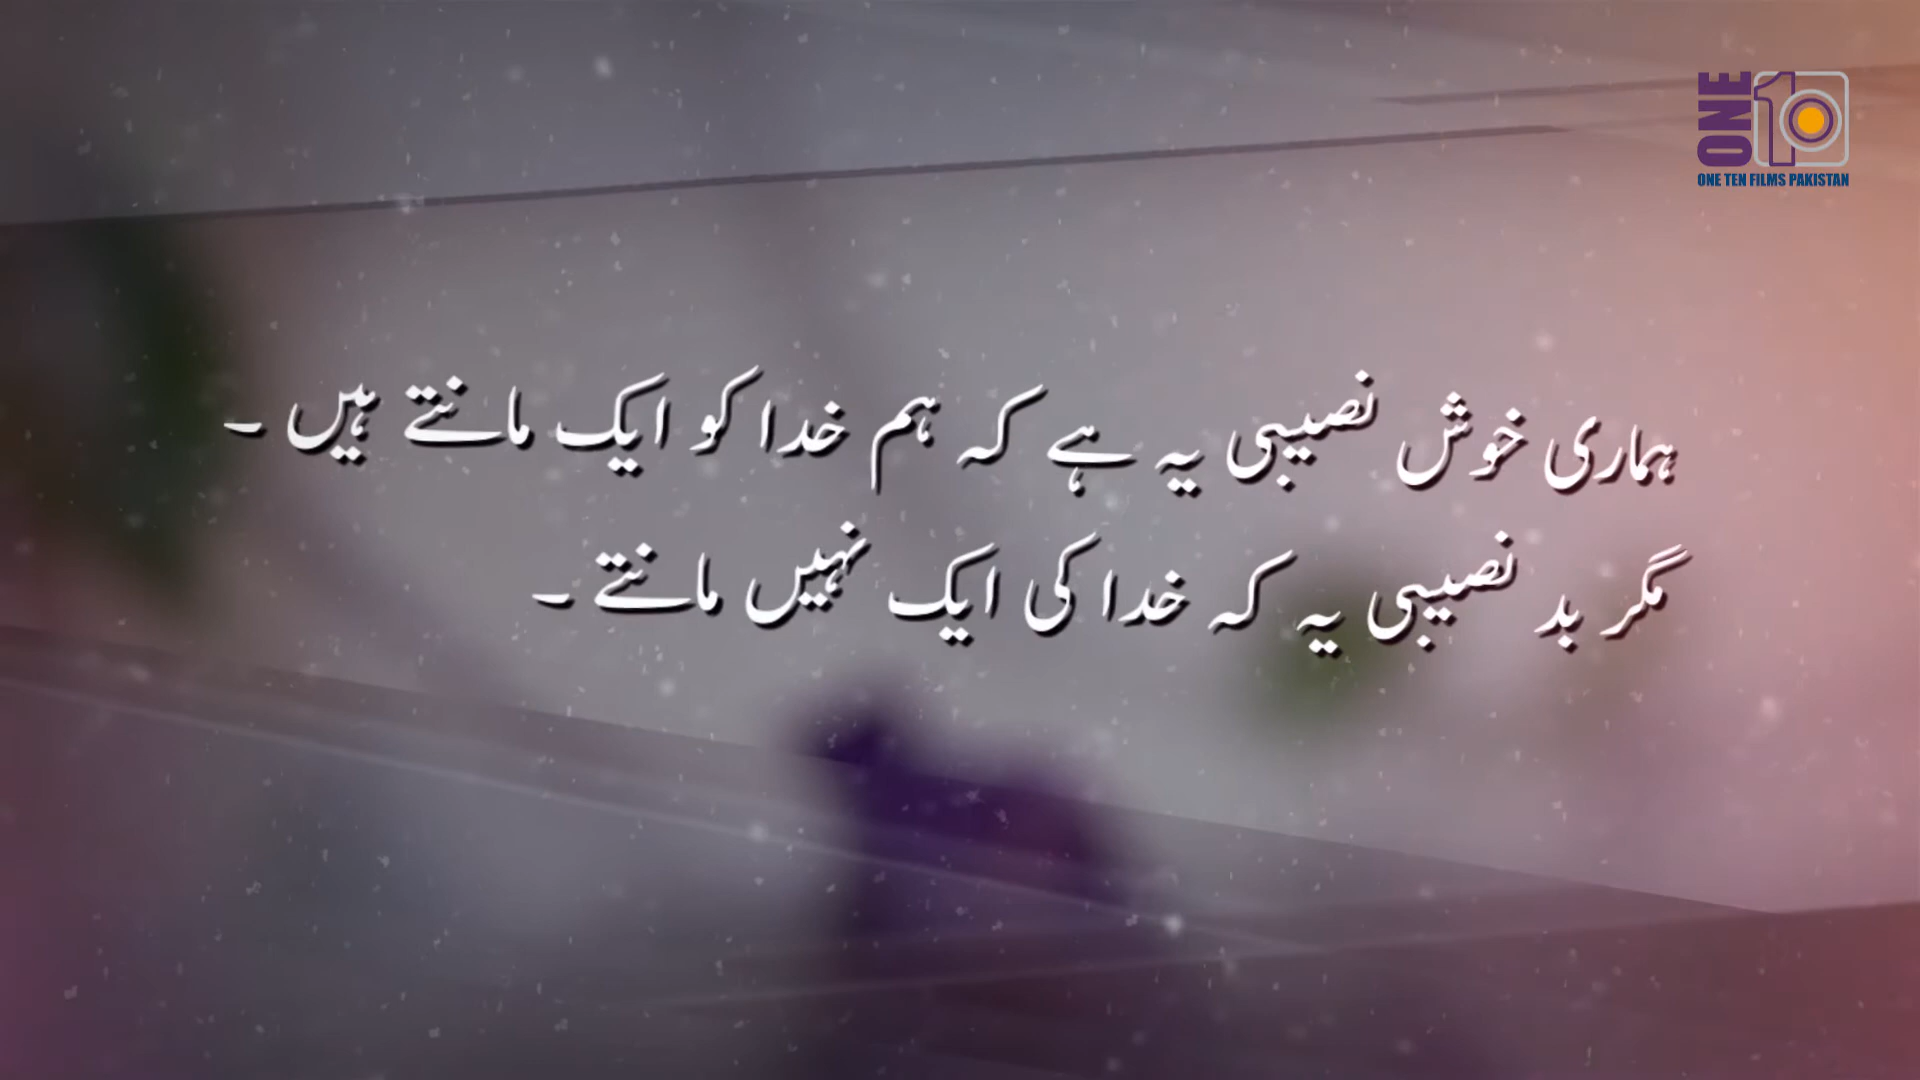 ONE 10
ONE TEN FILMS PAKISTAN
ہماری خوش نصیبی یہ ہے کہ ہم خدا کو ایک مانتے ہیں ۔
مگر بد نصیبی یہ کہ خدا کی ایک نہیں مانتے ۔